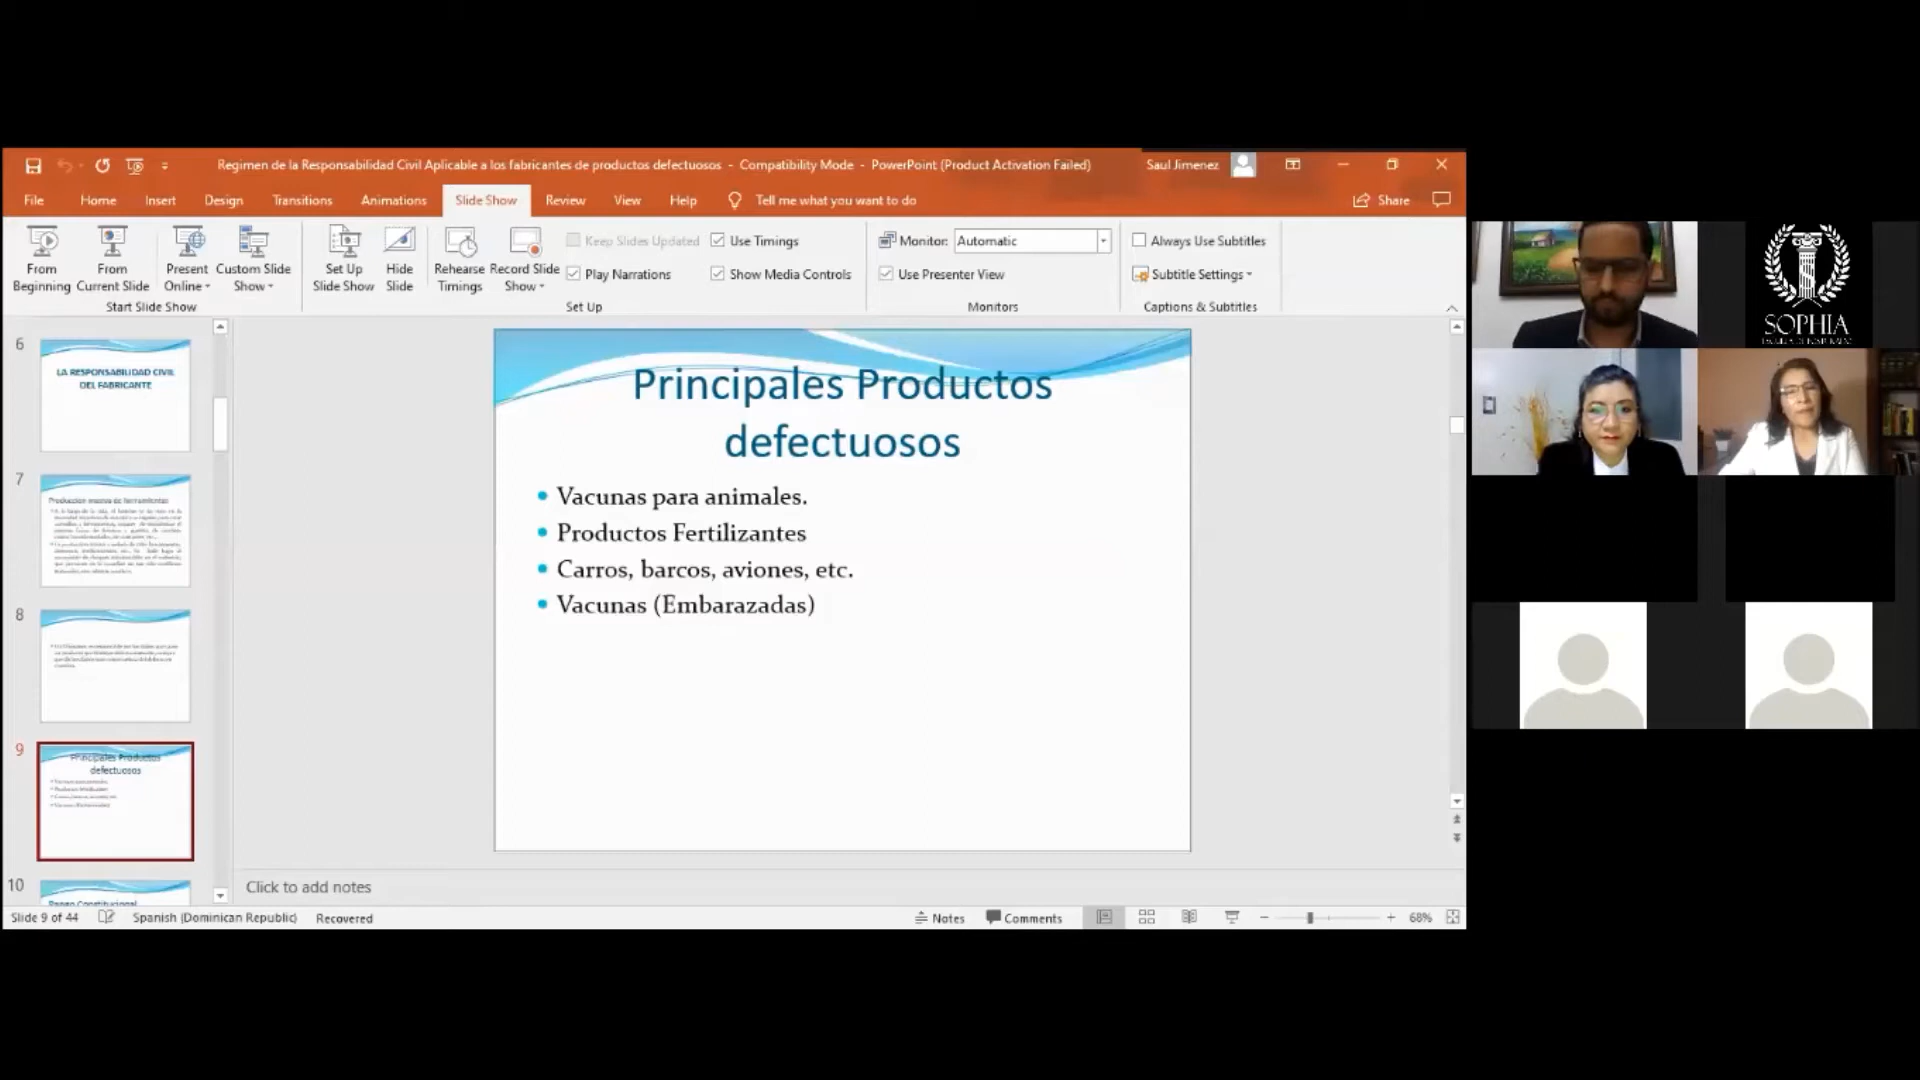 Regimen de la Responsabilidad Civil Aplicable a los fabricantes de productos defectuosos - Compatibility Mode - PowerPoint (Product Activation Failed)
Saul Jimenez
File Home Insert Design Transitions Animations Slide Show Review View Help Tell me what you want to do
Share
From Beginning
From Current Slide
Present Online
Custom Slide Show
Start Slide Show
Set Up Slide Show
Hide Slide
Rehearse Timings
Record Slide Show
Keep Slides Updated
Play Narrations
Use Timings
Show Media Controls
Set Up
Monitor: Automatic
Use Presenter View
Monitors
Always Use Subtitles
Subtitle Settings
Captions & Subtitles
6
LA RESPONSABILIDAD CIVIL
DEL FABRICANTE
7
8
9
Principales Productos
defectuosos
10
Principales Productos
defectuosos
• Vacunas para animales.
• Productos Fertilizantes
• Carros, barcos, aviones, etc.
• Vacunas (Embarazadas)
Click to add notes
Slide 9 of 44
Spanish (Dominican Republic)
Recovered
Notes
Comments
68%
SOPHIA